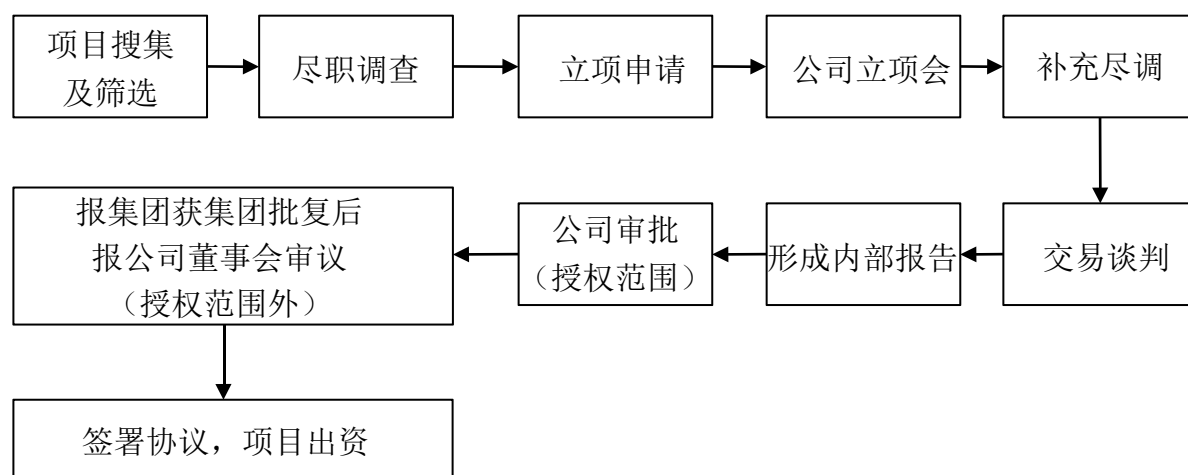 项目搜集
及筛选
尽职调查
立项申请
公司立项会
补充尽调
交易谈判
形成内部报告
公司审批
（授权范围）
报集团获集团批复后
报公司董事会审议
（授权范围外）
签署协议，项目出资